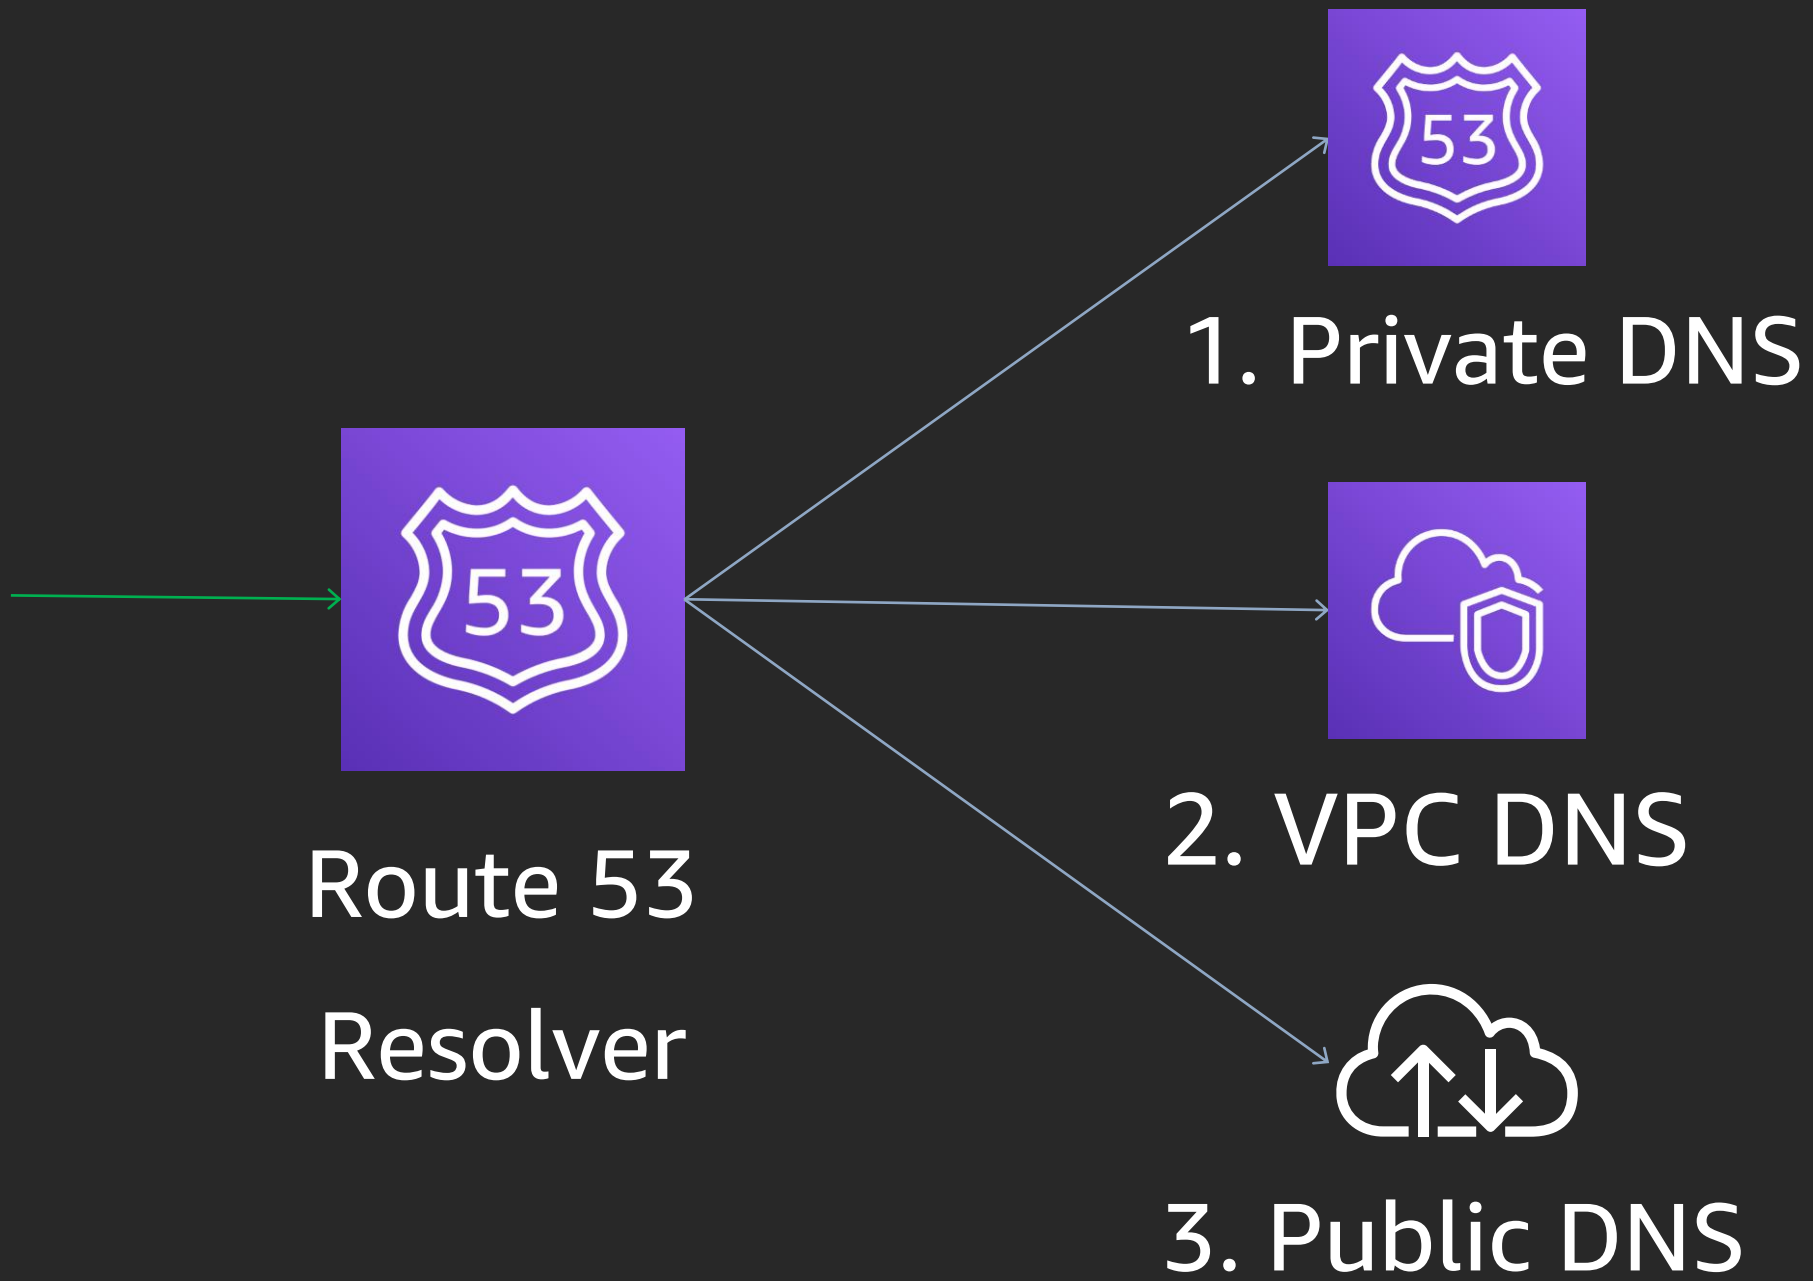 53
1. Private DNS
53
Route 53
Resolver
2. VPC DNS
3. Public DNS